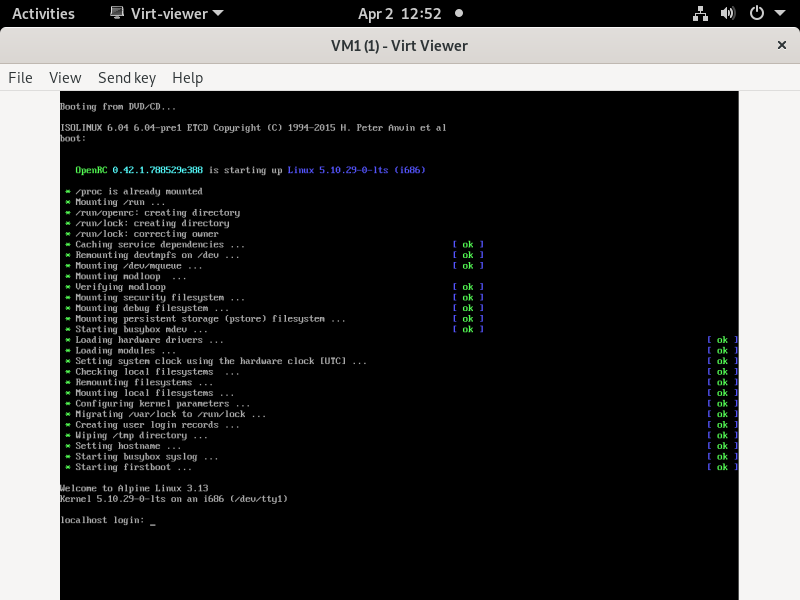 Activities Virt-viewer Apr 2 12:52
VM1 (1) - Virt Viewer ×
File View Send key Help
Booting from DVD/CD...
ISOLINUX 6.04 6.04-pre1 ETCD Copyright (C) 1994-2015 H. Peter Anvin et al
boot:
OpenRC 0.42.1.788529e388 is starting up Linux 5.10.29-0-lts (i686)
* /proc is already mounted
* Mounting /run ...
* /run/openrc: creating directory
* /run/lock: creating directory
* /run/lock: correcting owner
* Caching service dependencies ... [ ok ]
* Remounting devtmpfs on /dev ... [ ok ]
* Mounting /dev/mqueue ... [ ok ]
* Mounting modloop ...
* Verifying modloop [ ok ]
* Mounting security filesystem ... [ ok ]
* Mounting debug filesystem ... [ ok ]
* Mounting persistent storage (pstore) filesystem ... [ ok ]
* Starting busybox mdev ... [ ok ]
* Loading hardware drivers ... [ ok ]
* Loading modules ... [ ok ]
* Setting system clock using the hardware clock [UTC] ... [ ok ]
* Checking local filesystems ... [ ok ]
* Remounting filesystems ... [ ok ]
* Mounting local filesystems ... [ ok ]
* Configuring kernel parameters ... [ ok ]
* Migrating /var/lock to /run/lock ... [ ok ]
* Creating user login records ... [ ok ]
* Wiping /tmp directory ... [ ok ]
* Setting hostname ... [ ok ]
* Starting busybox syslog ... [ ok ]
* Starting firstboot ... [ ok ]
Welcome to Alpine Linux 3.13
Kernel 5.10.29-0-lts on an i686 (/dev/tty1)
localhost login: _